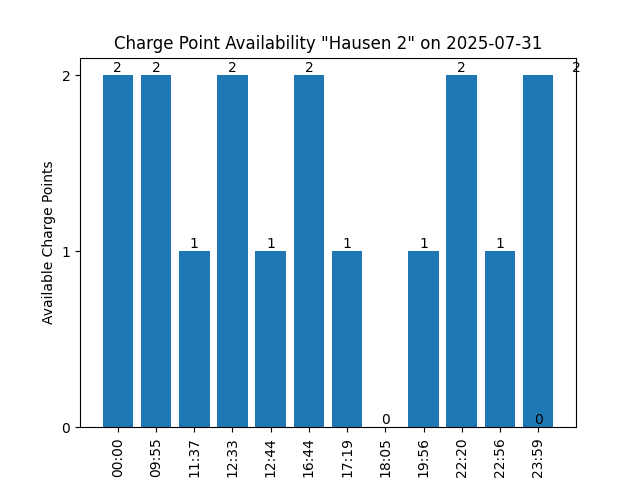 Charge Point Availability "Hausen 2" on 2025-07-31
2 2 2 2 2 2
2
1 1 1 1 1
1
0 0
0
Available Charge Points
00:00 09:55 11:37 12:33 12:44 16:44 17:19 18:05 19:56 22:20 22:56 23:59